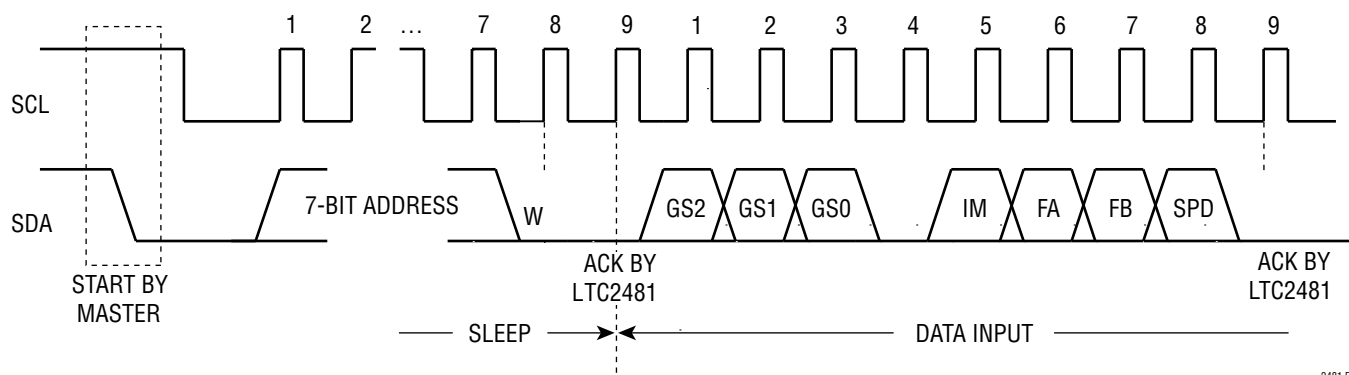 1 2 ... 7 8 9 1 2 3 4 5 6 7 8 9
SCL
SDA
7-BIT ADDRESS W GS2 GS1 GS0 IM FA FB SPD
START BY
MASTER
ACK BY
LTC2481
ACK BY
LTC2481
SLEEP DATA INPUT